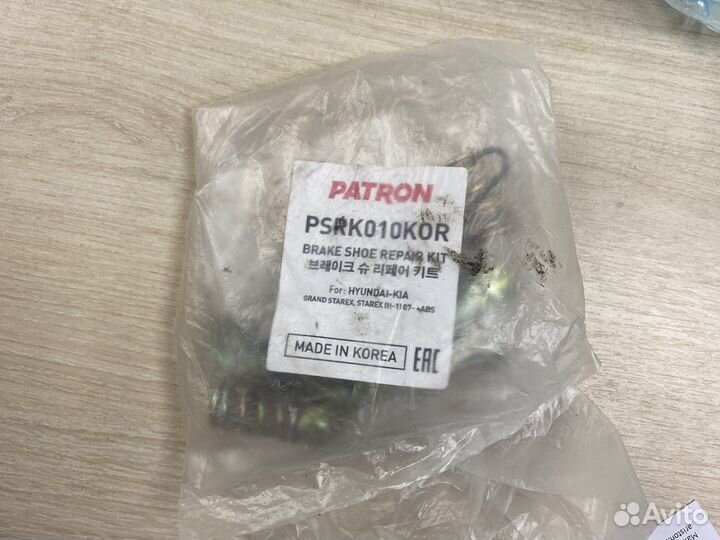 PATRON
PSRK010KOR
BRAKE SHOE REPAIR KIT
브레이크 슈 리페어 키트
For: HYUNDAI-KIA
GRAND STAREX, STAREX (H-1) 07- +ABS
MADE IN KOREA
EAC
Avito